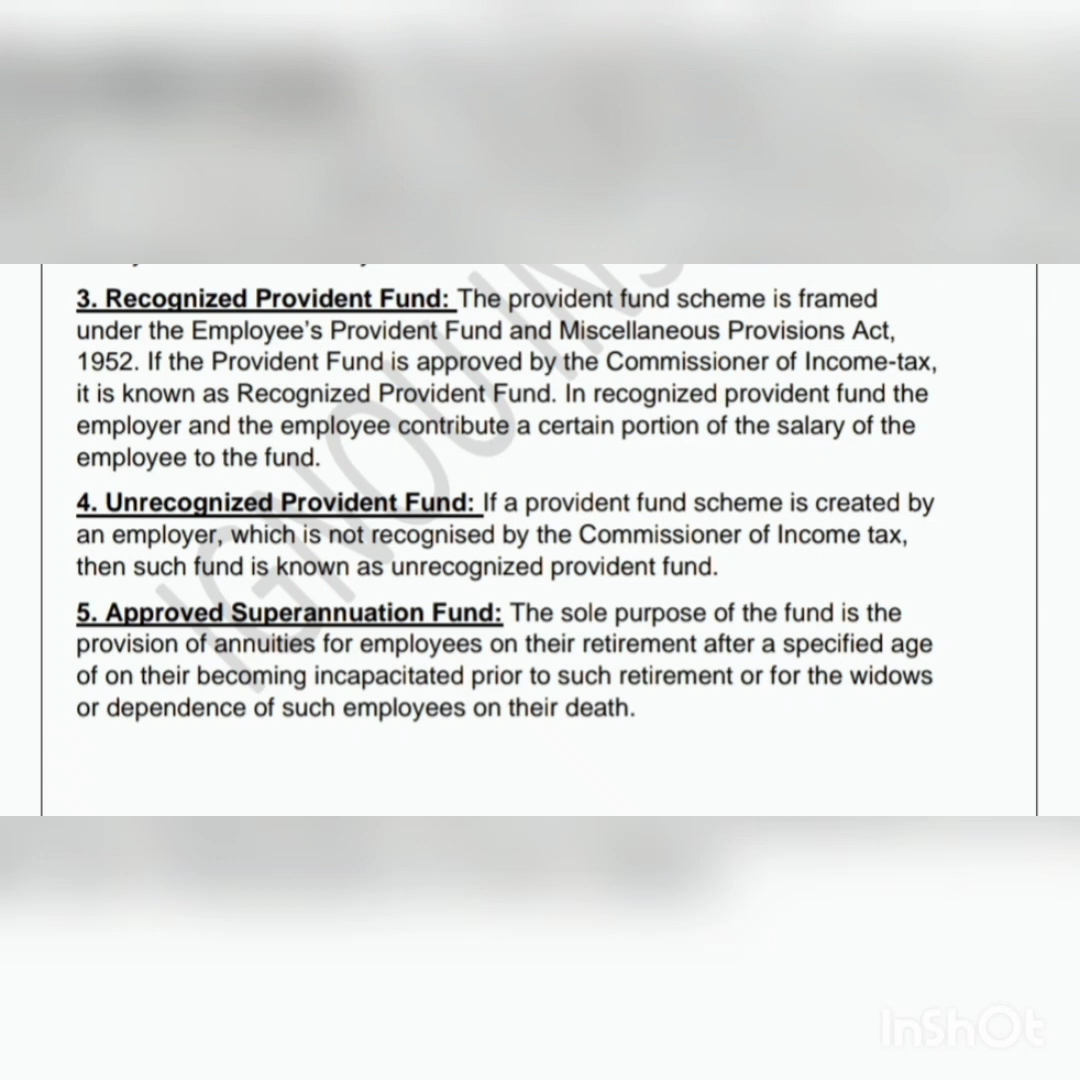 3. Recognized Provident Fund: The provident fund scheme is framed
under the Employee's Provident Fund and Miscellaneous Provisions Act,
1952. If the Provident Fund is approved by the Commissioner of Income-tax,
it is known as Recognized Provident Fund. In recognized provident fund the
employer and the employee contribute a certain portion of the salary of the
employee to the fund.
4. Unrecognized Provident Fund: If a provident fund scheme is created by
an employer, which is not recognised by the Commissioner of Income tax,
then such fund is known as unrecognized provident fund.
5. Approved Superannuation Fund: The sole purpose of the fund is the
provision of annuities for employees on their retirement after a specified age
of on their becoming incapacitated prior to such retirement or for the widows
or dependence of such employees on their death.
IGNOU INS
InShOt